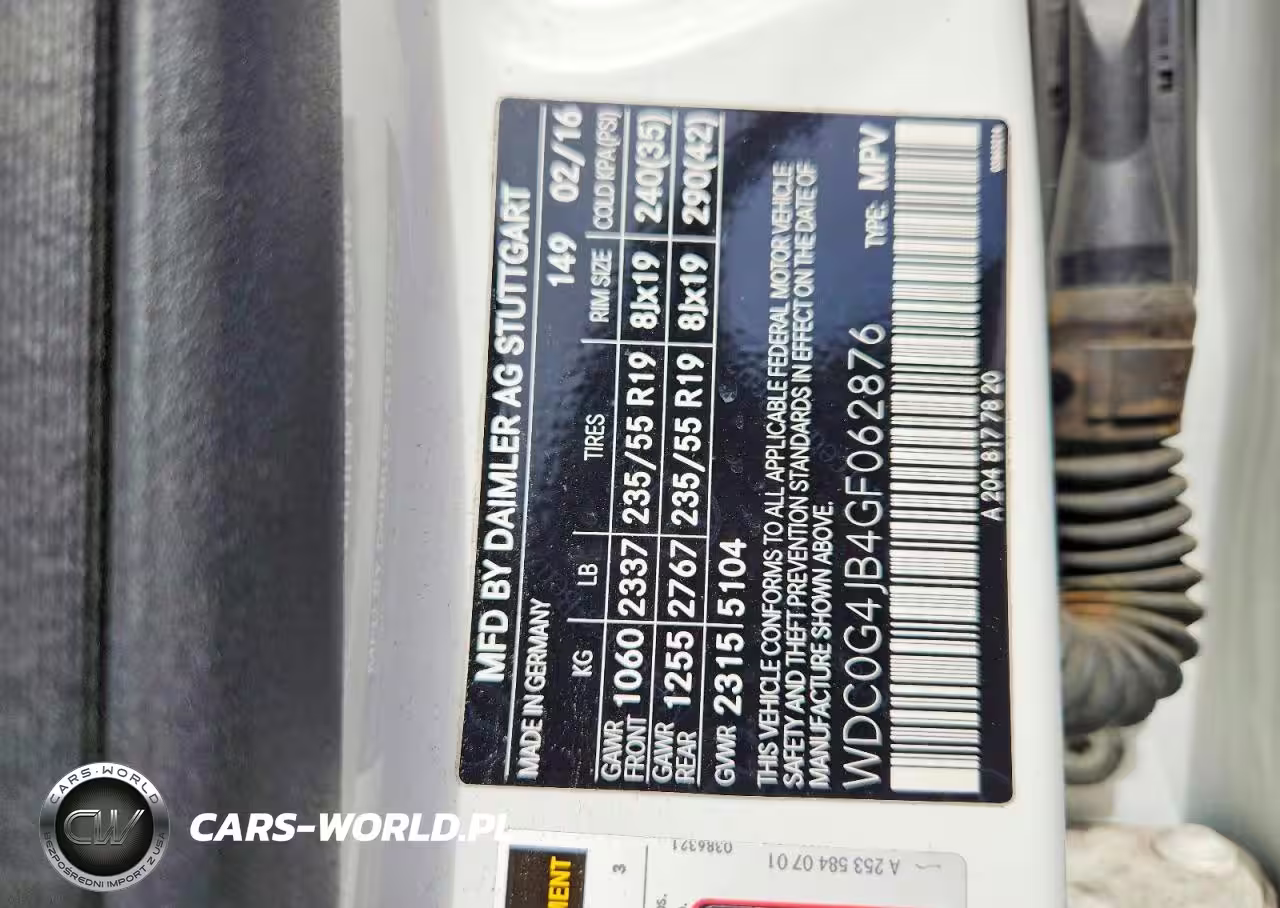 MFD BY DAIMLER AG STUTTGART
MADE IN GERMANY 149 02/16
KG LB TIRES RIM SIZE COLD KPA(PSI)
GAWR FRONT 1060 2337 235/55 R19 8Jx19 240(35)
GAWR REAR 1255 2767 235/55 R19 8Jx19 290(42)
GVWR 2315 5104
THIS VEHICLE CONFORMS TO ALL APPLICABLE FEDERAL MOTOR VEHICLE
SAFETY AND THEFT PREVENTION STANDARDS IN EFFECT ON THE DATE OF
MANUFACTURE SHOWN ABOVE.
WDC0G4JB4GF062876 TYPE: MPV
A 204 817 78 20
A 253 584 07 01
0386321
3
CARS-WORLD
CW
BEZPOŚREDNI IMPORT Z USA
CARS-WORLD.PL